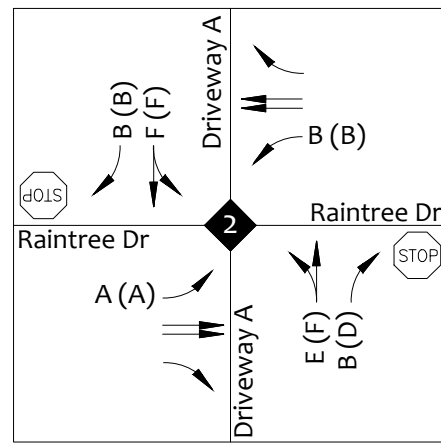 Driveway A
B (B)
F (F)
B (B)
STOP
2
Raintree Dr
Raintree Dr
STOP
A (A)
Driveway A
E (F)
B (D)